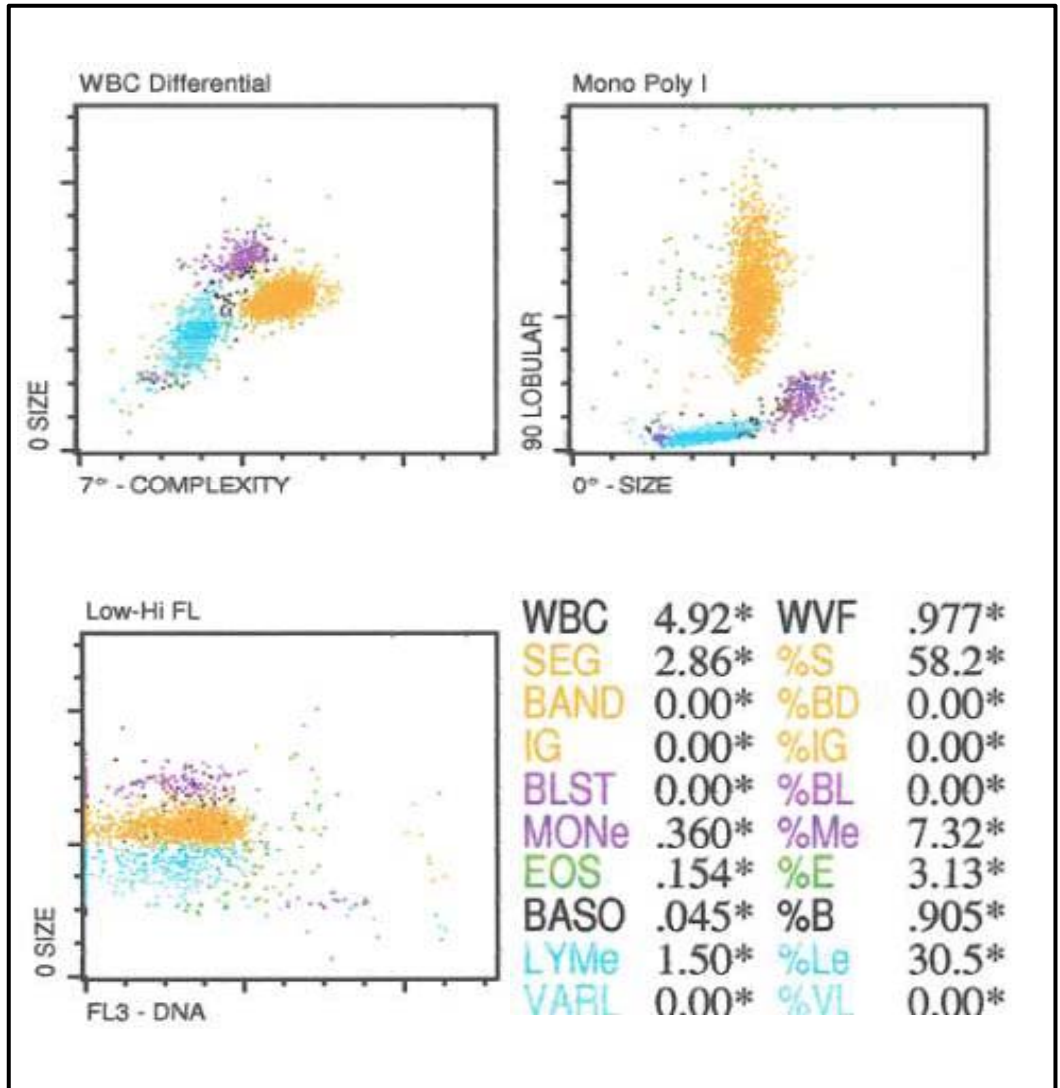 WBC Differential
0 SIZE
7° - COMPLEXITY
Mono Poly I
90 LOBULAR
0° - SIZE
Low-Hi FL
0 SIZE
FL3 - DNA
WBC 4.92* WVF .977*
SEG 2.86* %S 58.2*
BAND 0.00* %BD 0.00*
IG 0.00* %IG 0.00*
BLST 0.00* %BL 0.00*
MONe .360* %Me 7.32*
EOS .154* %E 3.13*
BASO .045* %B .905*
LYMe 1.50* %Le 30.5*
VARL 0.00* %VL 0.00*